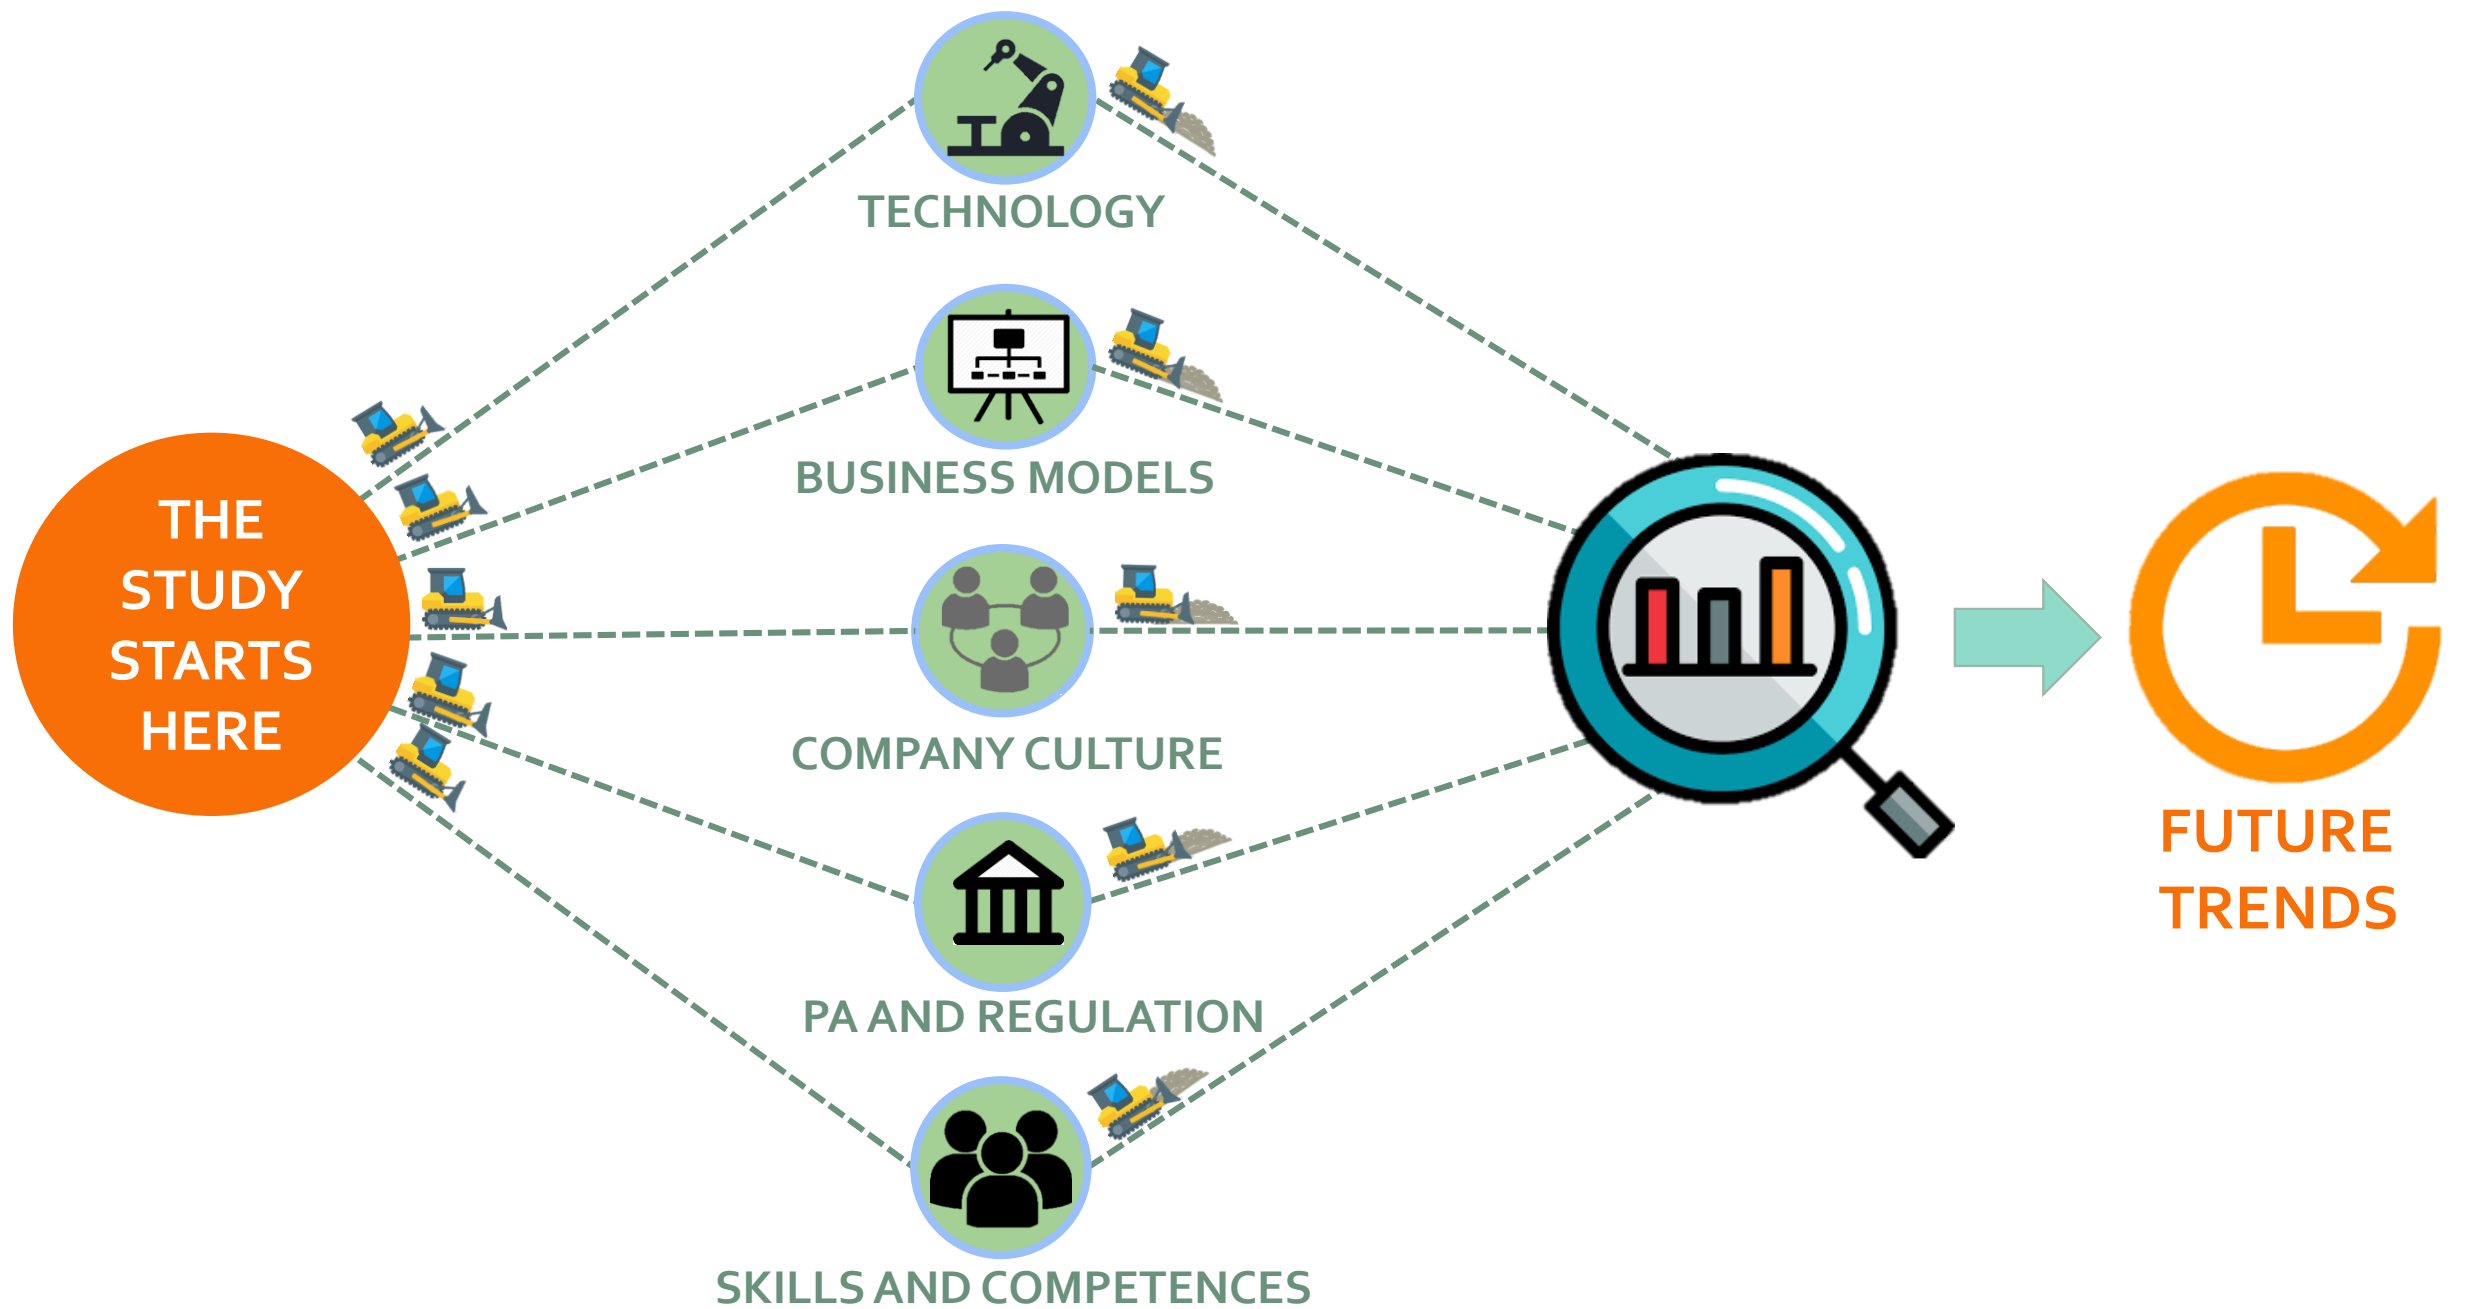 THE
STUDY
STARTS
HERE
TECHNOLOGY
BUSINESS MODELS
COMPANY CULTURE
PA AND REGULATION
SKILLS AND COMPETENCES
FUTURE
TRENDS